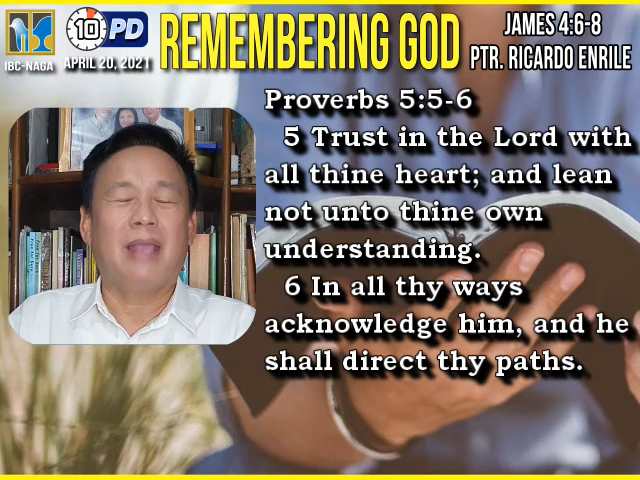 IBC-NAGA
10 PD
APRIL 20, 2021
REMEMBERING GOD
JAMES 4:6-8
PTR. RICARDO ENRILE
Proverbs 5:5-6
5 Trust in the Lord with
all thine heart; and lean
not unto thine own
understanding.
6 In all thy ways
acknowledge him, and he
shall direct thy paths.